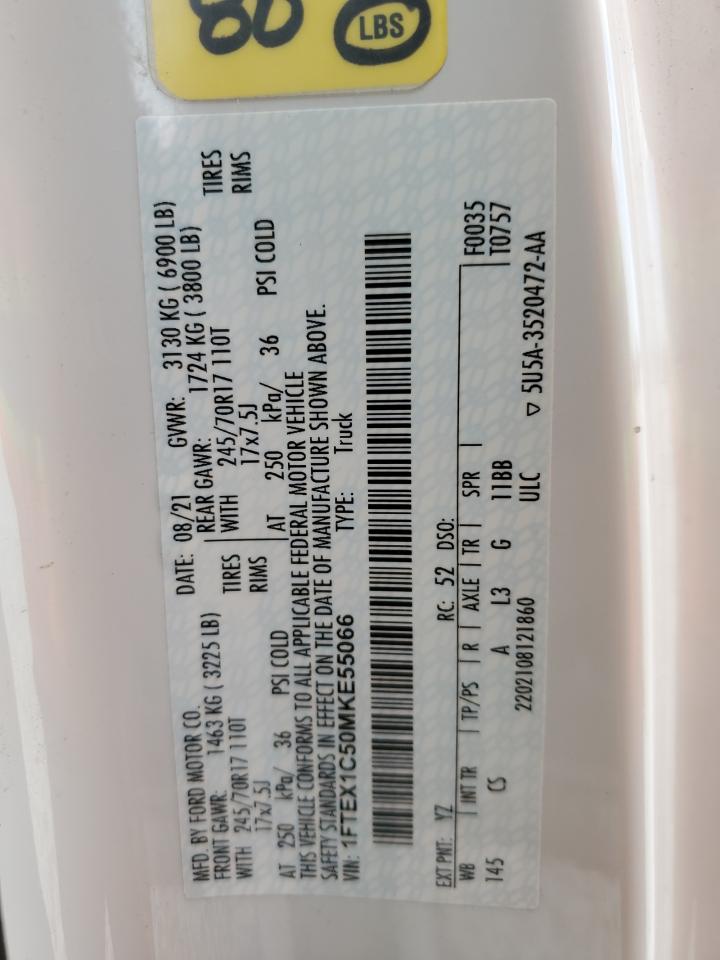 80
LBS
MFD. BY FORD MOTOR CO.
DATE: 08/21 GVWR: 3130 KG ( 6900 LB)
FRONT GAWR: 1463 KG ( 3225 LB) REAR GAWR: 1724 KG ( 3800 LB)
WITH 245/70R17 110T TIRES WITH 245/70R17 110T TIRES
17x7.5J RIMS 17x7.5J RIMS
AT 250 kPa/ 36 PSI COLD AT 250 kPa/ 36 PSI COLD
THIS VEHICLE CONFORMS TO ALL APPLICABLE FEDERAL MOTOR VEHICLE
SAFETY STANDARDS IN EFFECT ON THE DATE OF MANUFACTURE SHOWN ABOVE.
VIN: 1FTEX1C50MKE55066 TYPE: Truck
EXT PNT: YZ RC: 52 DSO:
WB INT TR TP/PS R AXLE TR SPR F0035
145 CS A L3 G 11BB T0757
2202108121860 ULC ▽ 5U5A-3520472-AA